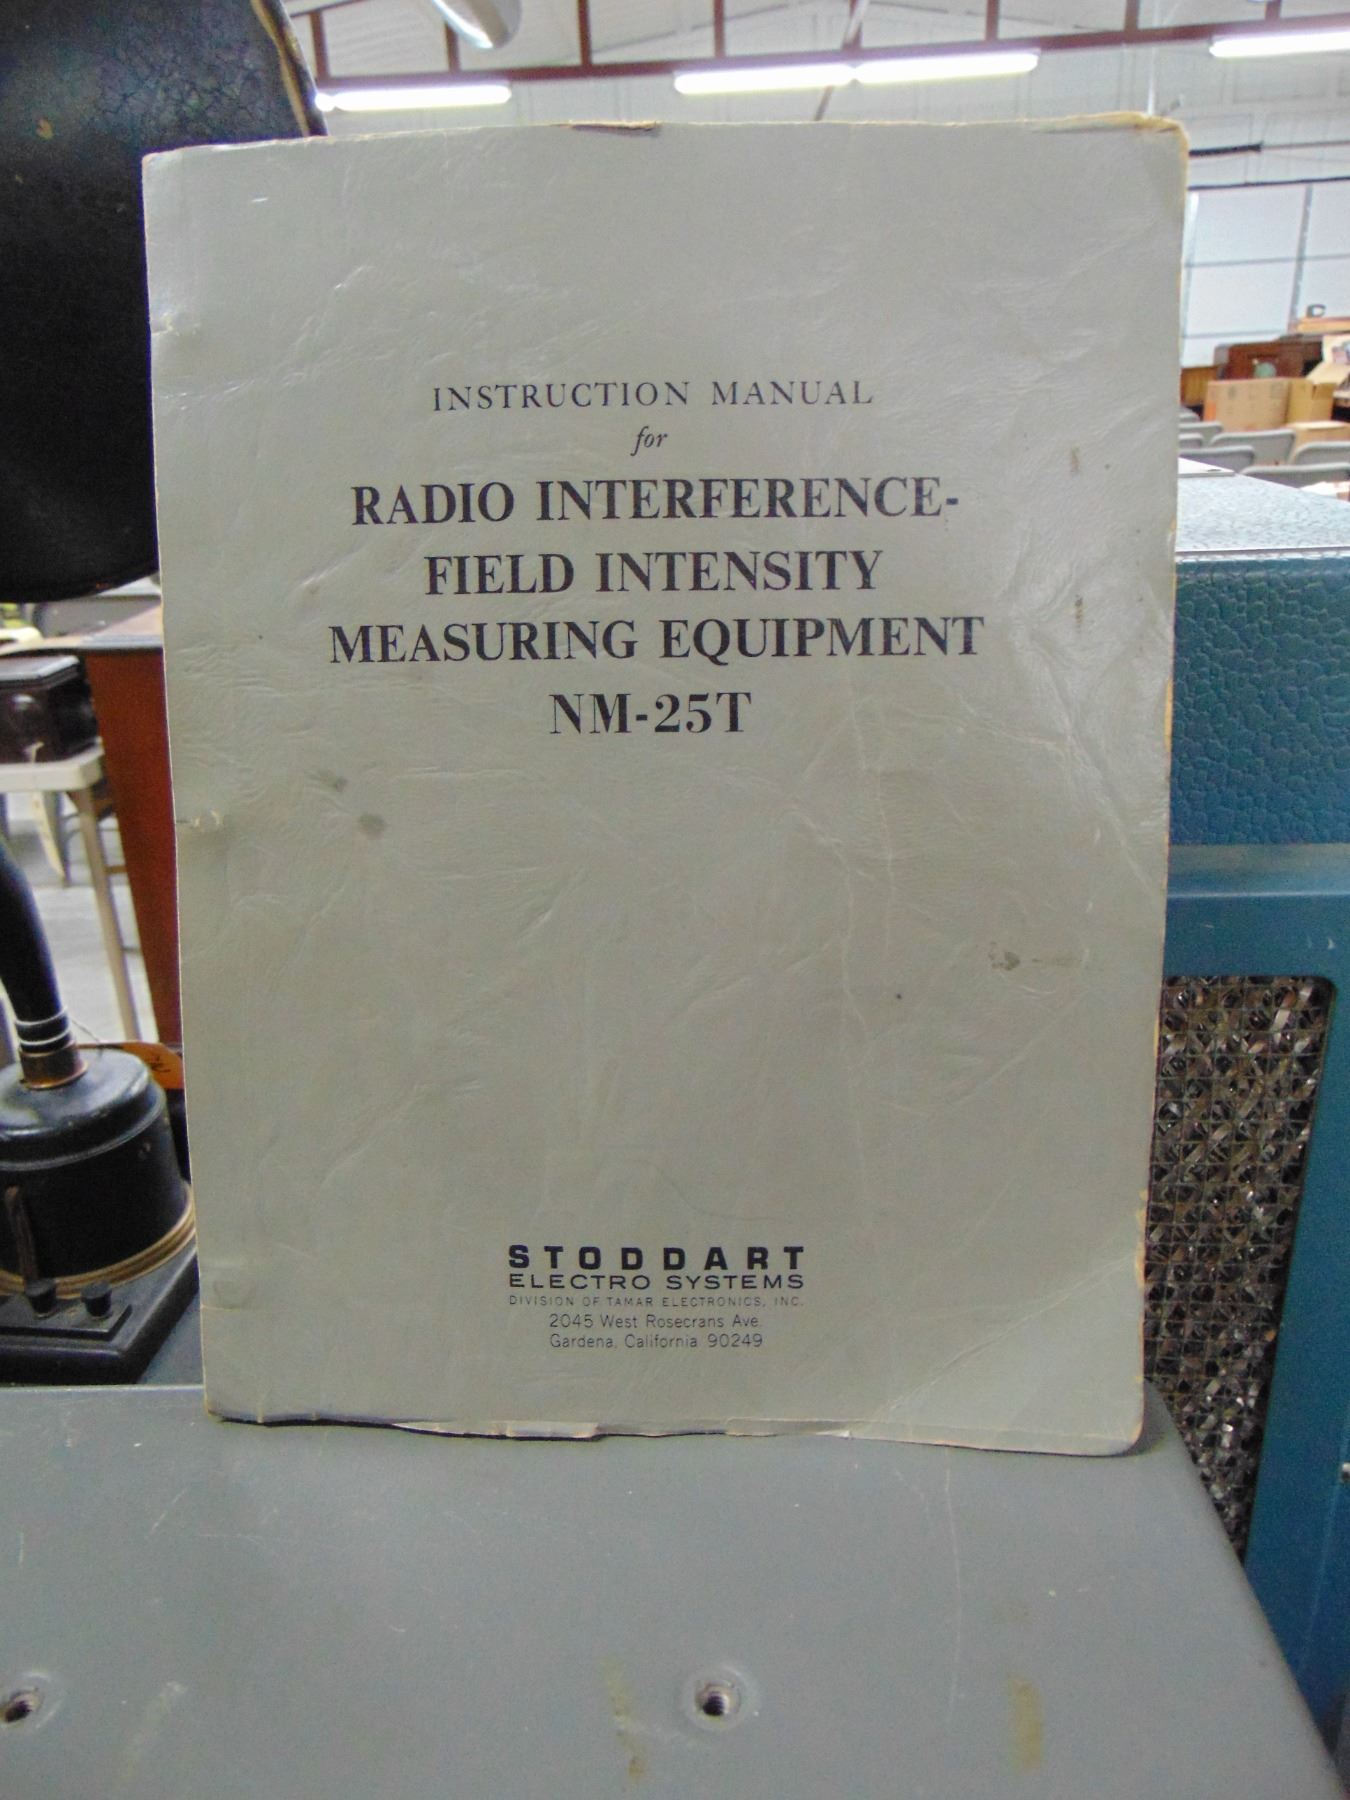 INSTRUCTION MANUAL
for
RADIO INTERFERENCE-
FIELD INTENSITY
MEASURING EQUIPMENT
NM-25T
STODDART
ELECTRO SYSTEMS
DIVISION OF TAMAR ELECTRONICS, INC.
2045 West Rosecrans Ave.
Gardena, California 90249